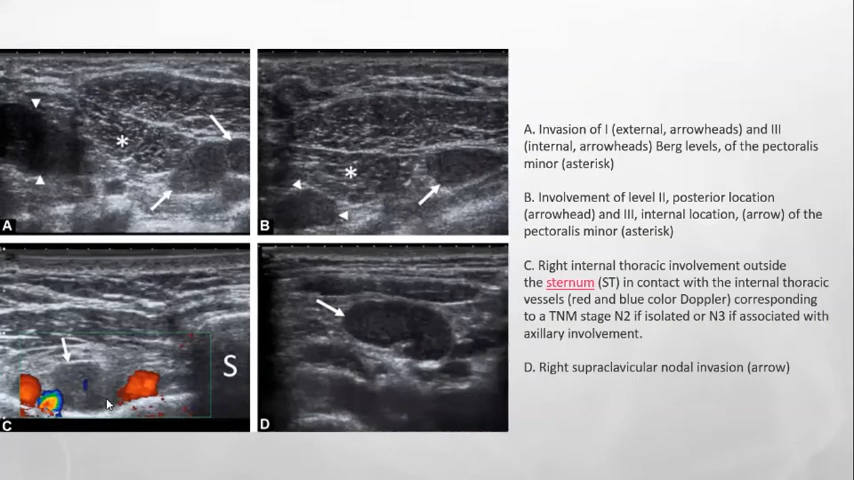 A
B
C
D
*
*
S
A. Invasion of I (external, arrowheads) and III
(internal, arrowheads) Berg levels, of the pectoralis
minor (asterisk)
B. Involvement of level II, posterior location
(arrowhead) and III, internal location, (arrow) of the
pectoralis minor (asterisk)
C. Right internal thoracic involvement outside
the sternum (ST) in contact with the internal thoracic
vessels (red and blue color Doppler) corresponding
to a TNM stage N2 if isolated or N3 if associated with
axillary involvement.
D. Right supraclavicular nodal invasion (arrow)